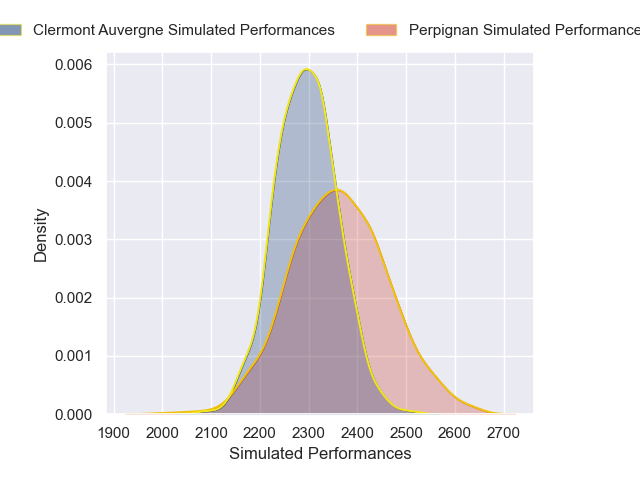 Clermont Auvergne Simulated Performances
Perpignan Simulated Performance
0.006
0.005
0.004
0.003
0.002
0.001
0.000
Density
1900 2000 2100 2200 2300 2400 2500 2600 2700
Simulated Performances